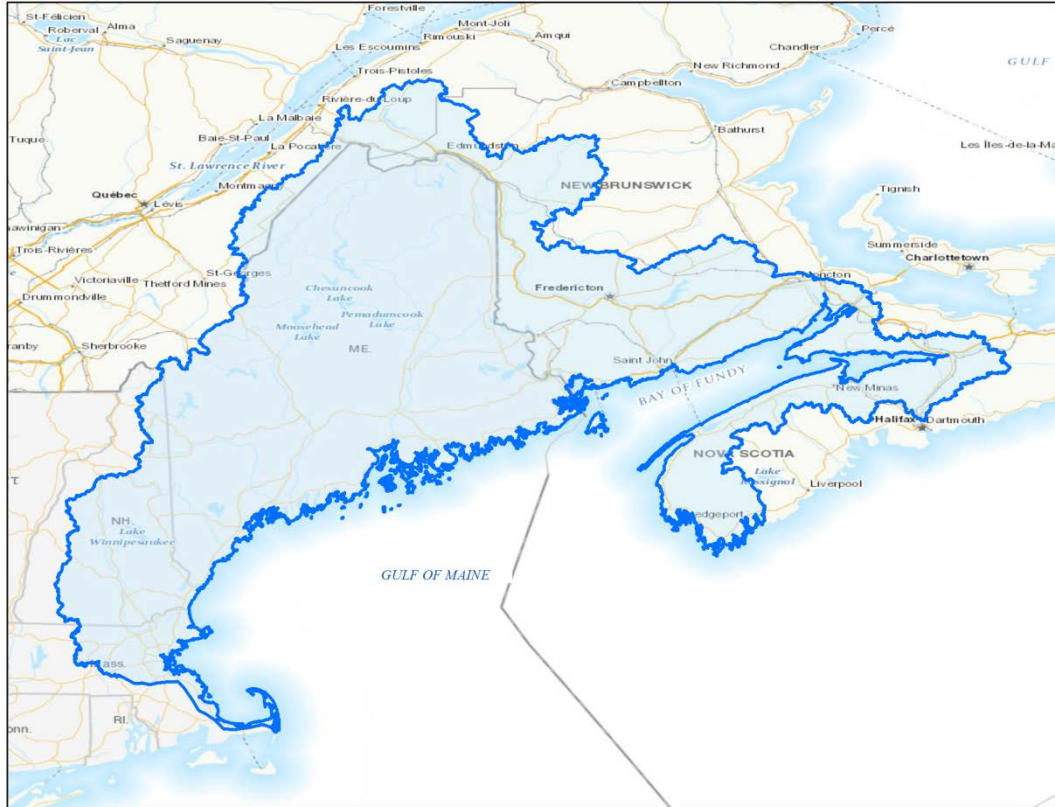 Forestville
St-Félicien
Roberval
Alma
Lac
Saint-Jean
Saguenay
Les Escoumins
Rimouski
Mont-Joli
Amqui
Percé
Chandler
New Richmond
GULF
Trois-Pistoles
Campbellton
Rivière-du Loup
La Malbaie
Tuque
Baie-St-Paul
La Pocatière
Edmundston
Bathurst
Les Îles-de-la-Ma
St. Lawrence River
Montmagny
NEW BRUNSWICK
Tignish
Québec
Lévis
awinigan
Trois-Rivières
Summerside
Charlottetown
St-Georges
Moncton
Victoriaville
Thetford Mines
Chesuncook
Lake
Fredericton
Drummondville
Pemadumcook
Lake
Moosehead
Lake
ME.
Saint John
ranby
Sherbrooke
BAY OF FUNDY
New Minas
Halifax
Dartmouth
NOVA SCOTIA
Lake
Rossignol
Liverpool
edgeport
NH.
Lake
Winnipesaukee
GULF OF MAINE
Mass.
RI.
onn.